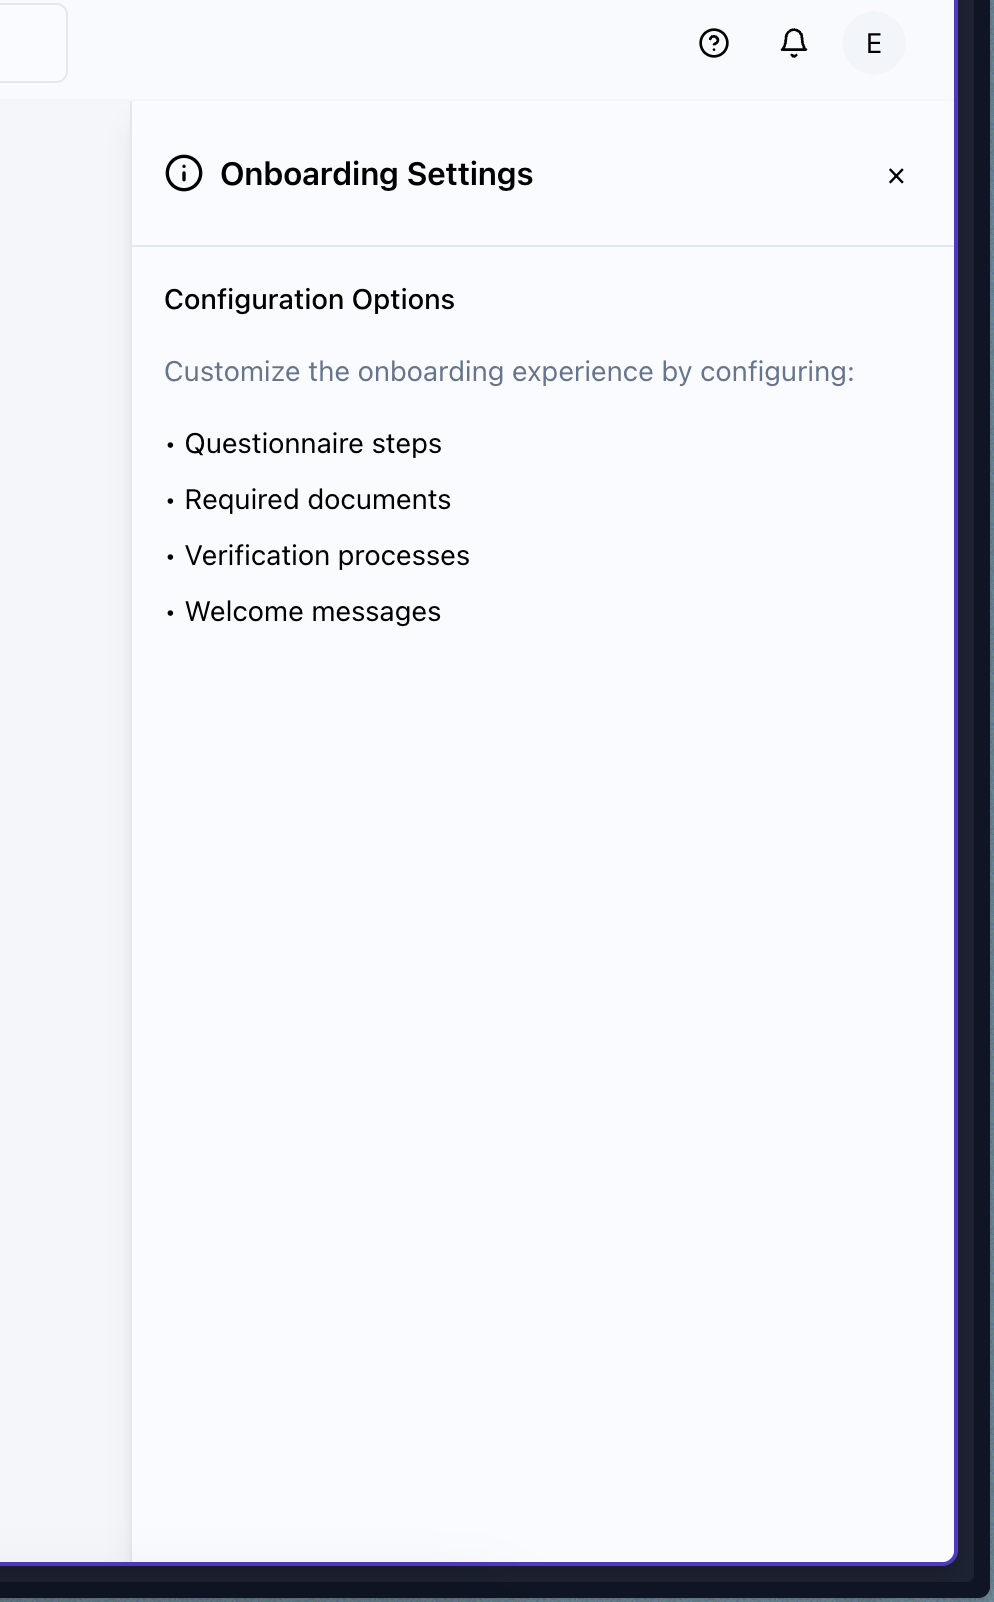 E
Onboarding Settings
Configuration Options
Customize the onboarding experience by configuring:
• Questionnaire steps
• Required documents
• Verification processes
• Welcome messages